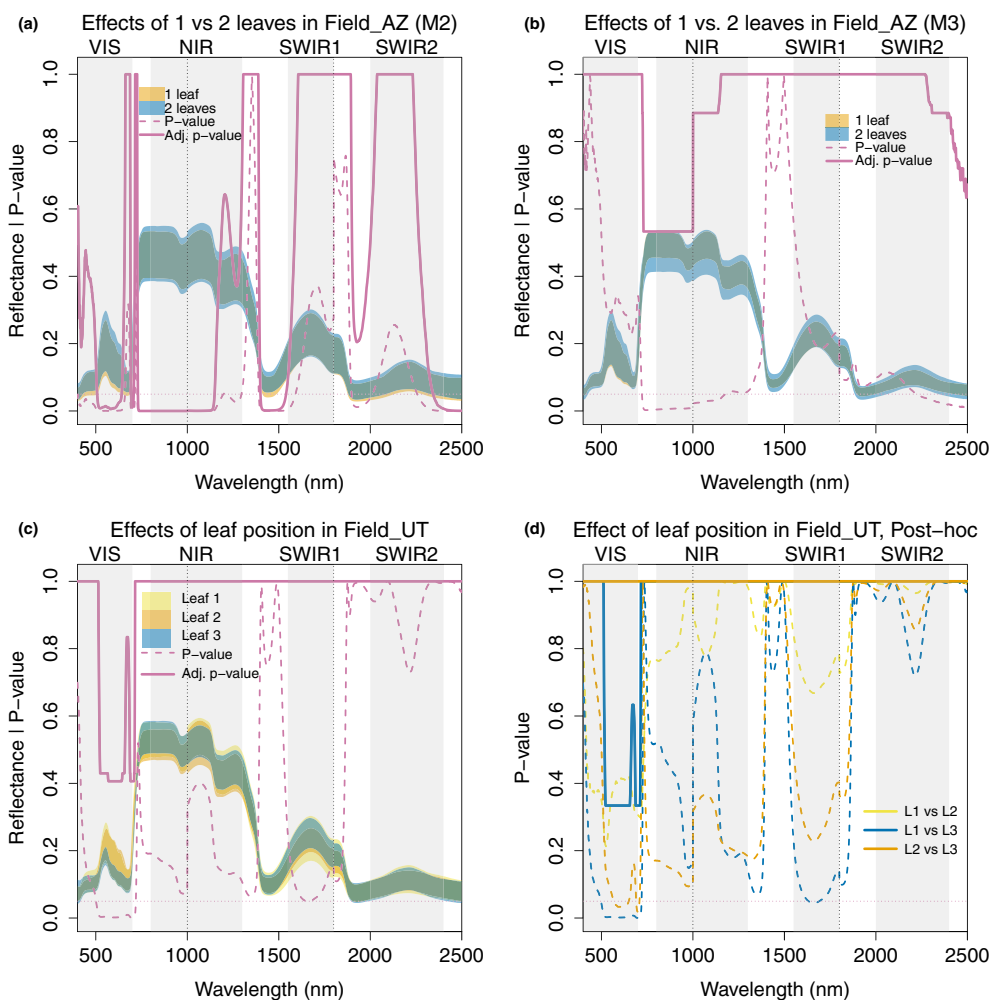 (a)
Effects of 1 vs 2 leaves in Field_AZ (M2)
VIS NIR SWIR1 SWIR2
1 leaf
2 leaves
P−value
Adj. p−value
Reflectance | P−value
0.0 0.2 0.4 0.6 0.8 1.0
500 1000 1500 2000 2500
Wavelength (nm)
(b)
Effects of 1 vs. 2 leaves in Field_AZ (M3)
VIS NIR SWIR1 SWIR2
1 leaf
2 leaves
P−value
Adj. p−value
Reflectance | P−value
0.0 0.2 0.4 0.6 0.8 1.0
500 1000 1500 2000 2500
Wavelength (nm)
(c)
Effects of leaf position in Field_UT
VIS NIR SWIR1 SWIR2
Leaf 1
Leaf 2
Leaf 3
P−value
Adj. p−value
Reflectance | P−value
0.0 0.2 0.4 0.6 0.8 1.0
500 1000 1500 2000 2500
Wavelength (nm)
(d)
Effect of leaf position in Field_UT, Post−hoc
VIS NIR SWIR1 SWIR2
L1 vs L2
L1 vs L3
L2 vs L3
P−value
0.0 0.2 0.4 0.6 0.8 1.0
500 1000 1500 2000 2500
Wavelength (nm)